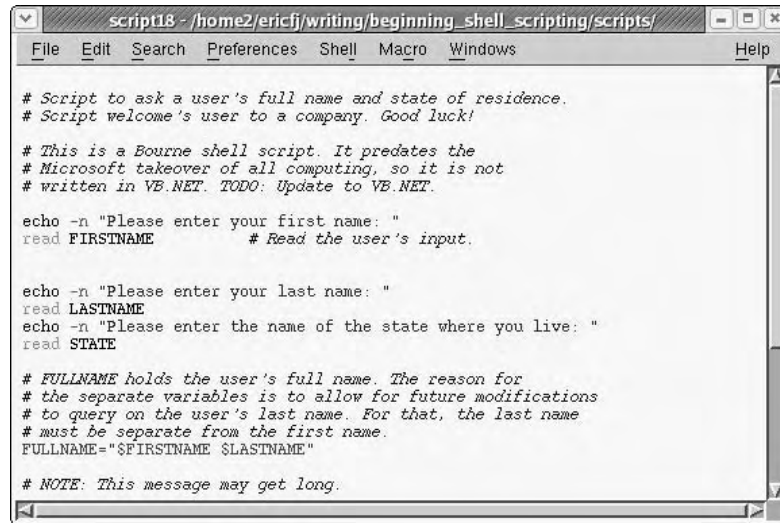 script18 - /home2/ericfj/writing/beginning_shell_scripting/scripts/
File Edit Search Preferences Shell Macro Windows Help
# Script to ask a user's full name and state of residence.
# Script welcome's user to a company. Good luck!
# This is a Bourne shell script. It predates the
# Microsoft takeover of all computing, so it is not
# written in VB.NET. TODO: Update to VB.NET.
echo -n "Please enter your first name: "
read FIRSTNAME # Read the user's input.
echo -n "Please enter your last name: "
read LASTNAME
echo -n "Please enter the name of the state where you live: "
read STATE
# FULLNAME holds the user's full name. The reason for
# the separate variables is to allow for future modifications
# to query on the user's last name. For that, the last name
# must be separate from the first name.
FULLNAME="$FIRSTNAME $LASTNAME"
# NOTE: This message may get long.